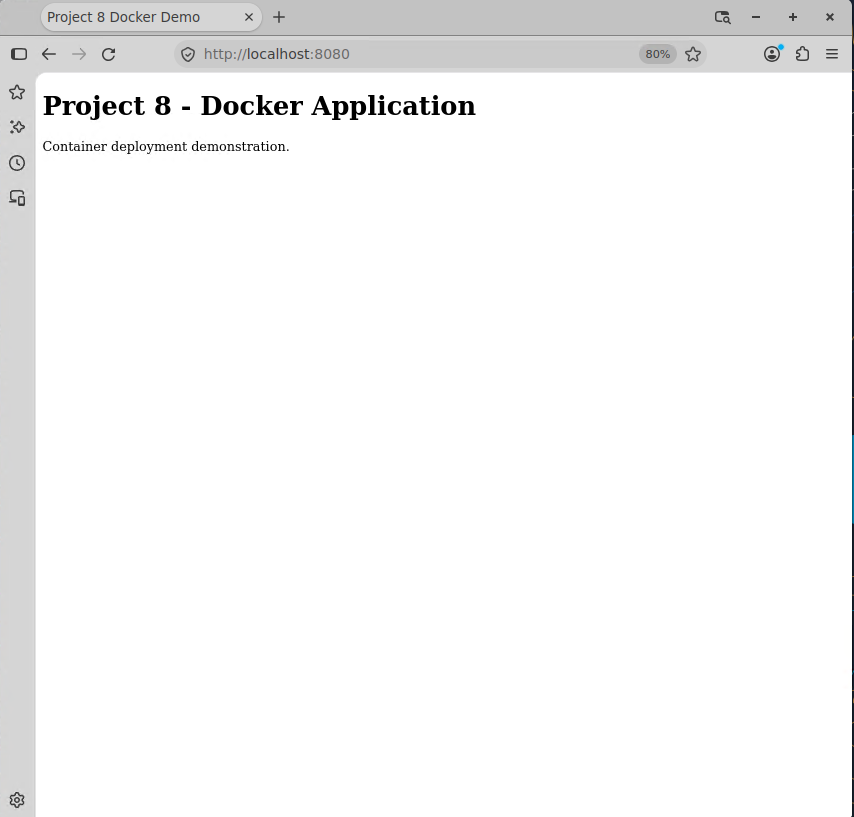 Project 8 Docker Demo
http://localhost:8080
80%
Project 8 - Docker Application
Container deployment demonstration.